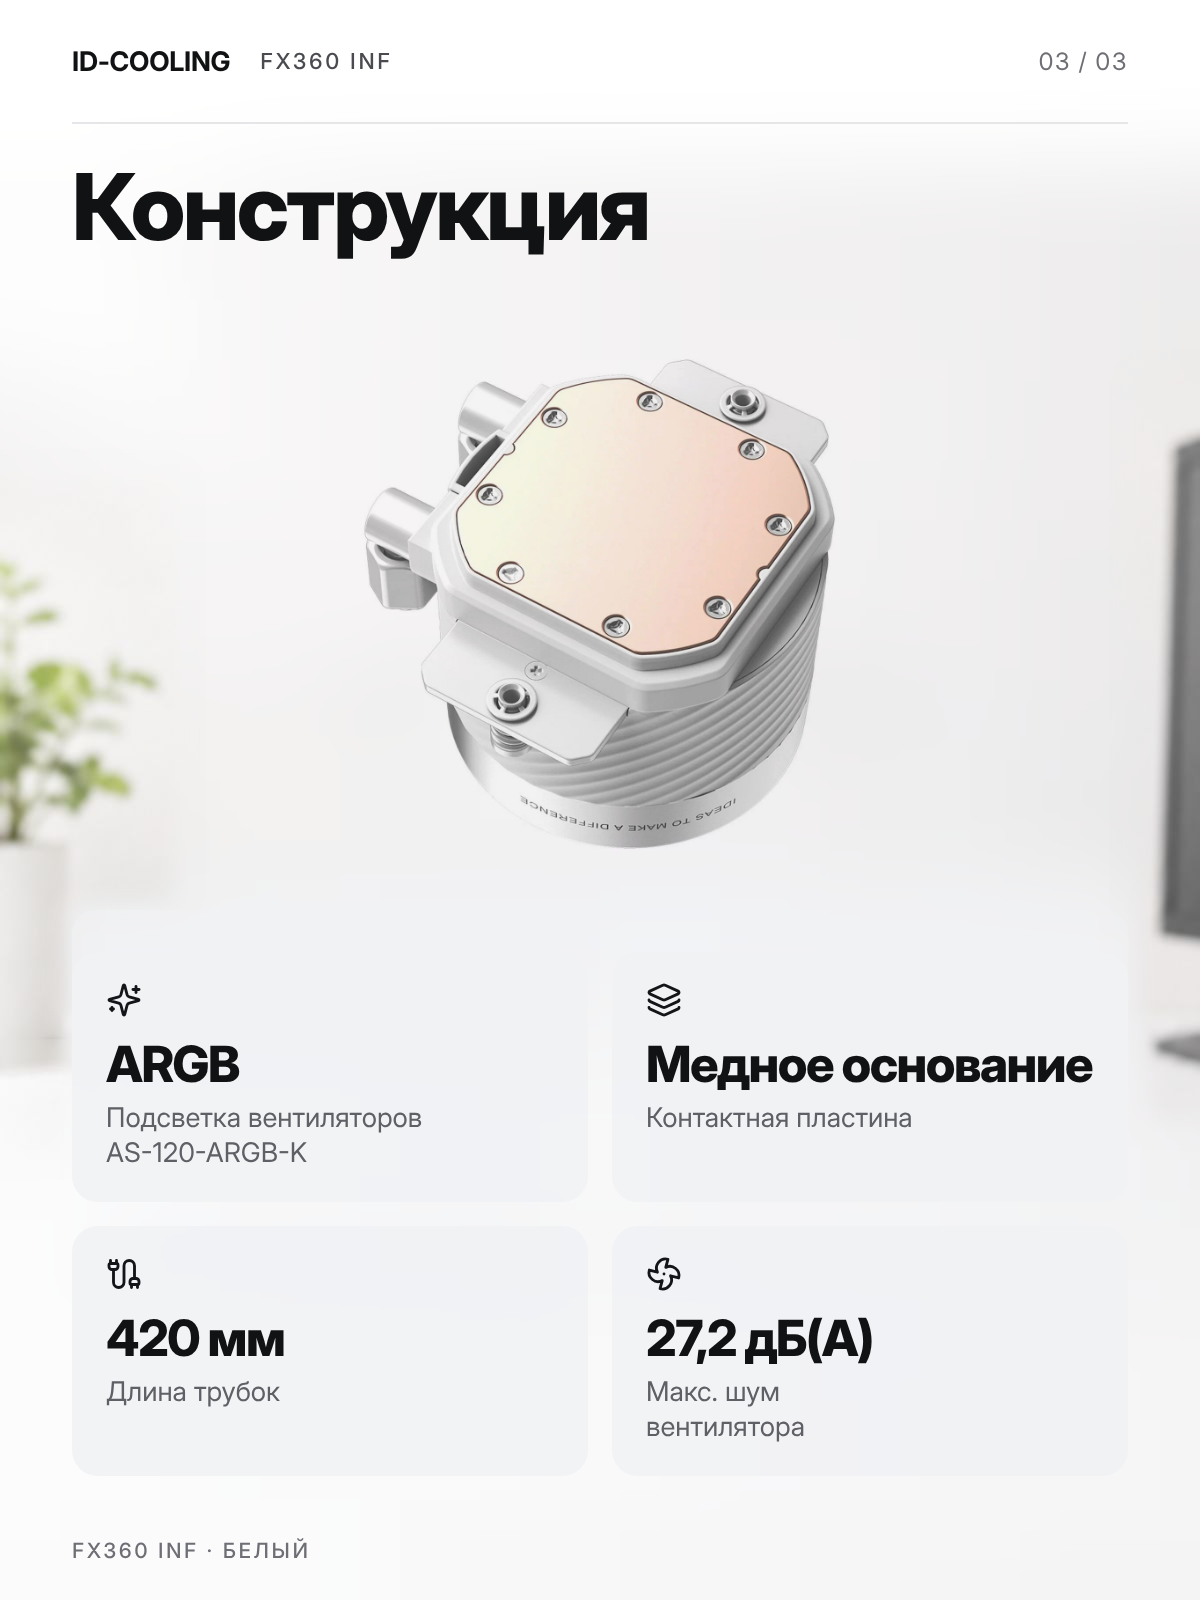 ID-COOLING FX360 INF 03 / 03
Конструкция
IDEAS TO MAKE A DIFFERENCE
ARGB
Подсветка вентиляторов
AS-120-ARGB-K
Медное основание
Контактная пластина
420 мм
Длина трубок
27,2 дБ(А)
Макс. шум
вентилятора
FX360 INF · БЕЛЫЙ